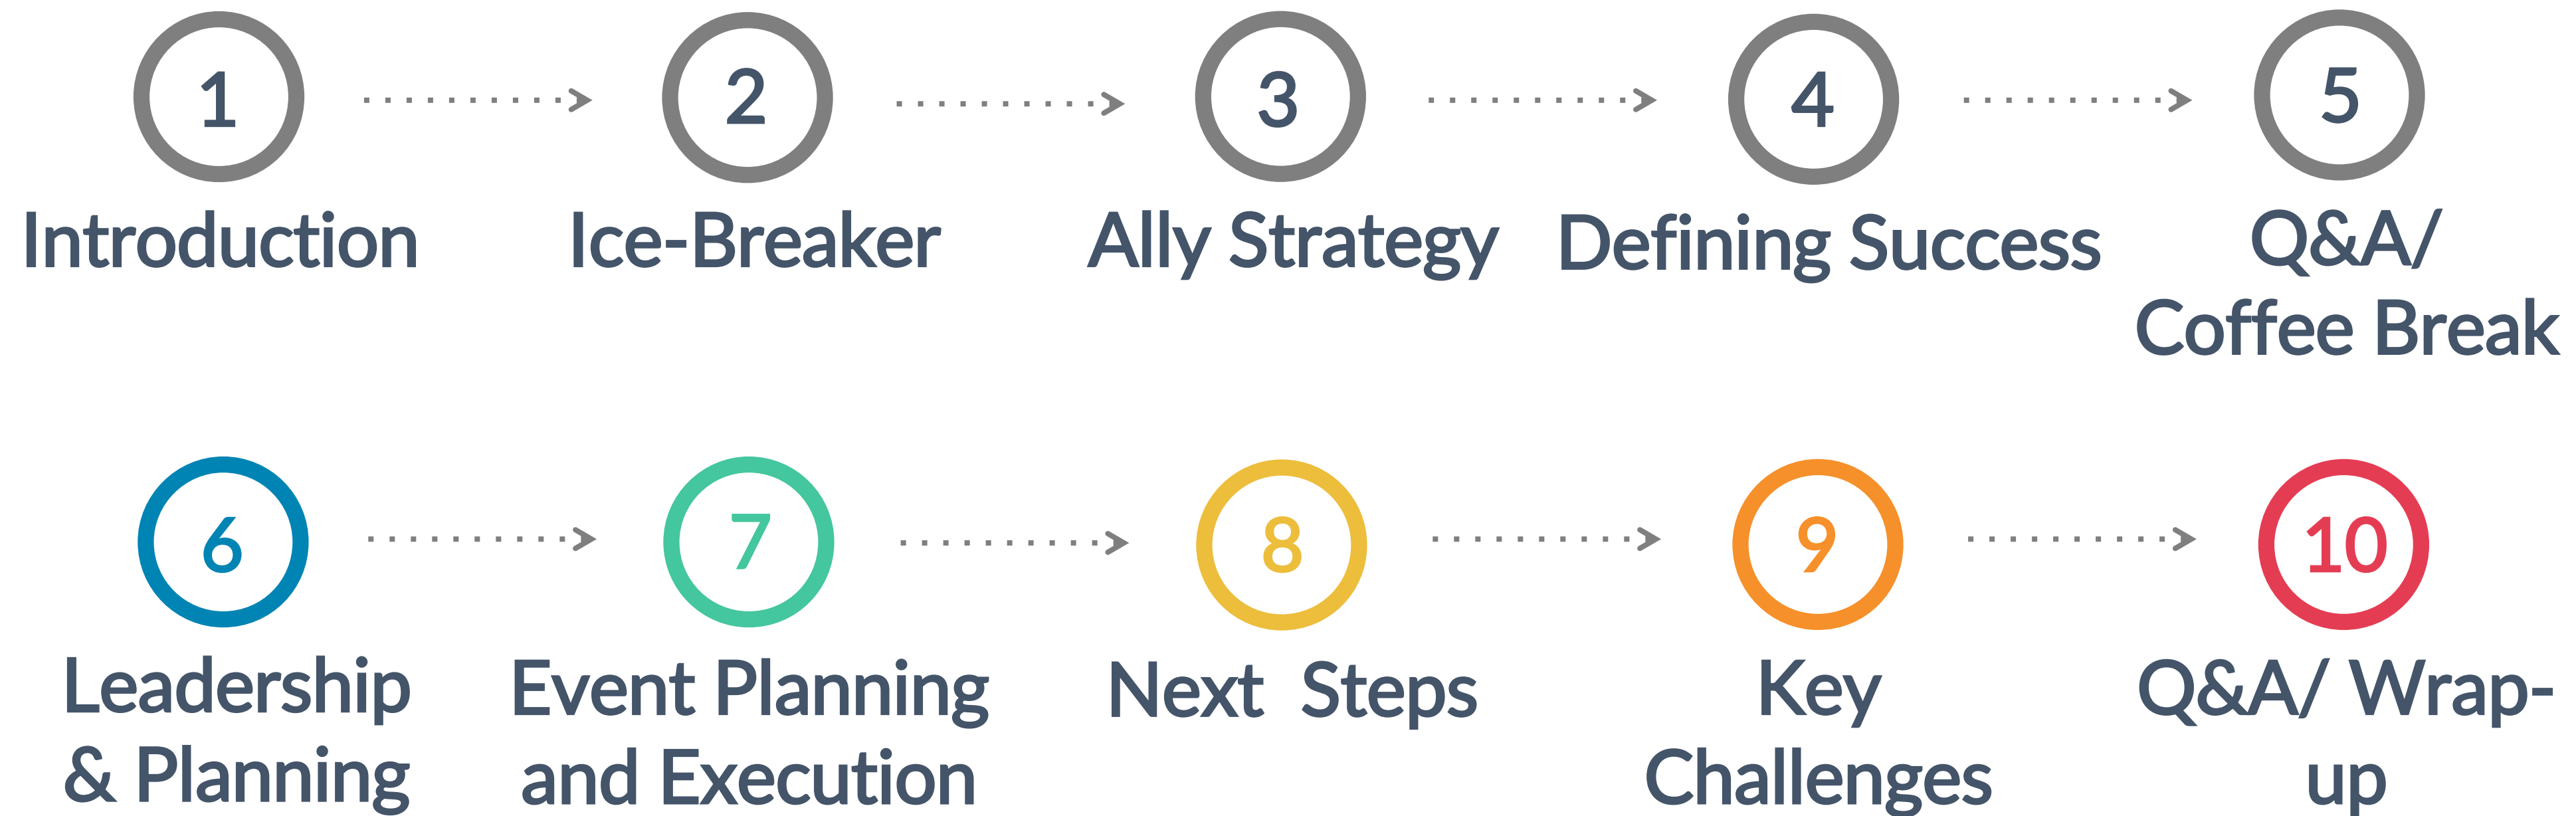 1
2
3
4
5
Introduction
Ice-Breaker
Ally Strategy
Defining Success
Q&A/
Coffee Break
6
7
8
9
10
Leadership
& Planning
Event Planning
and Execution
Next  Steps
Key
Challenges
Q&A/ Wrap-
up